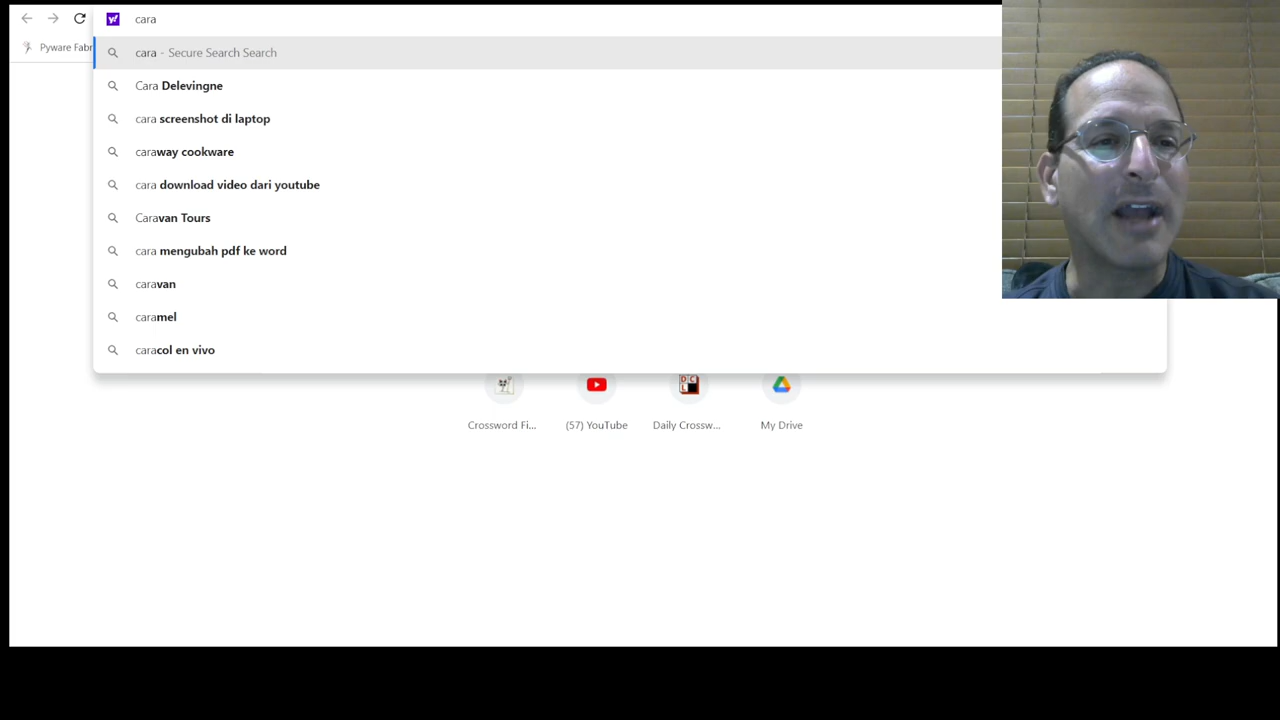 cara
Pyware Fabr
cara - Secure Search Search
Cara Delevingne
cara screenshot di laptop
caraway cookware
cara download video dari youtube
Caravan Tours
cara mengubah pdf ke word
caravan
caramel
caracol en vivo
Crossword Fi... (57) YouTube Daily Crossw... My Drive